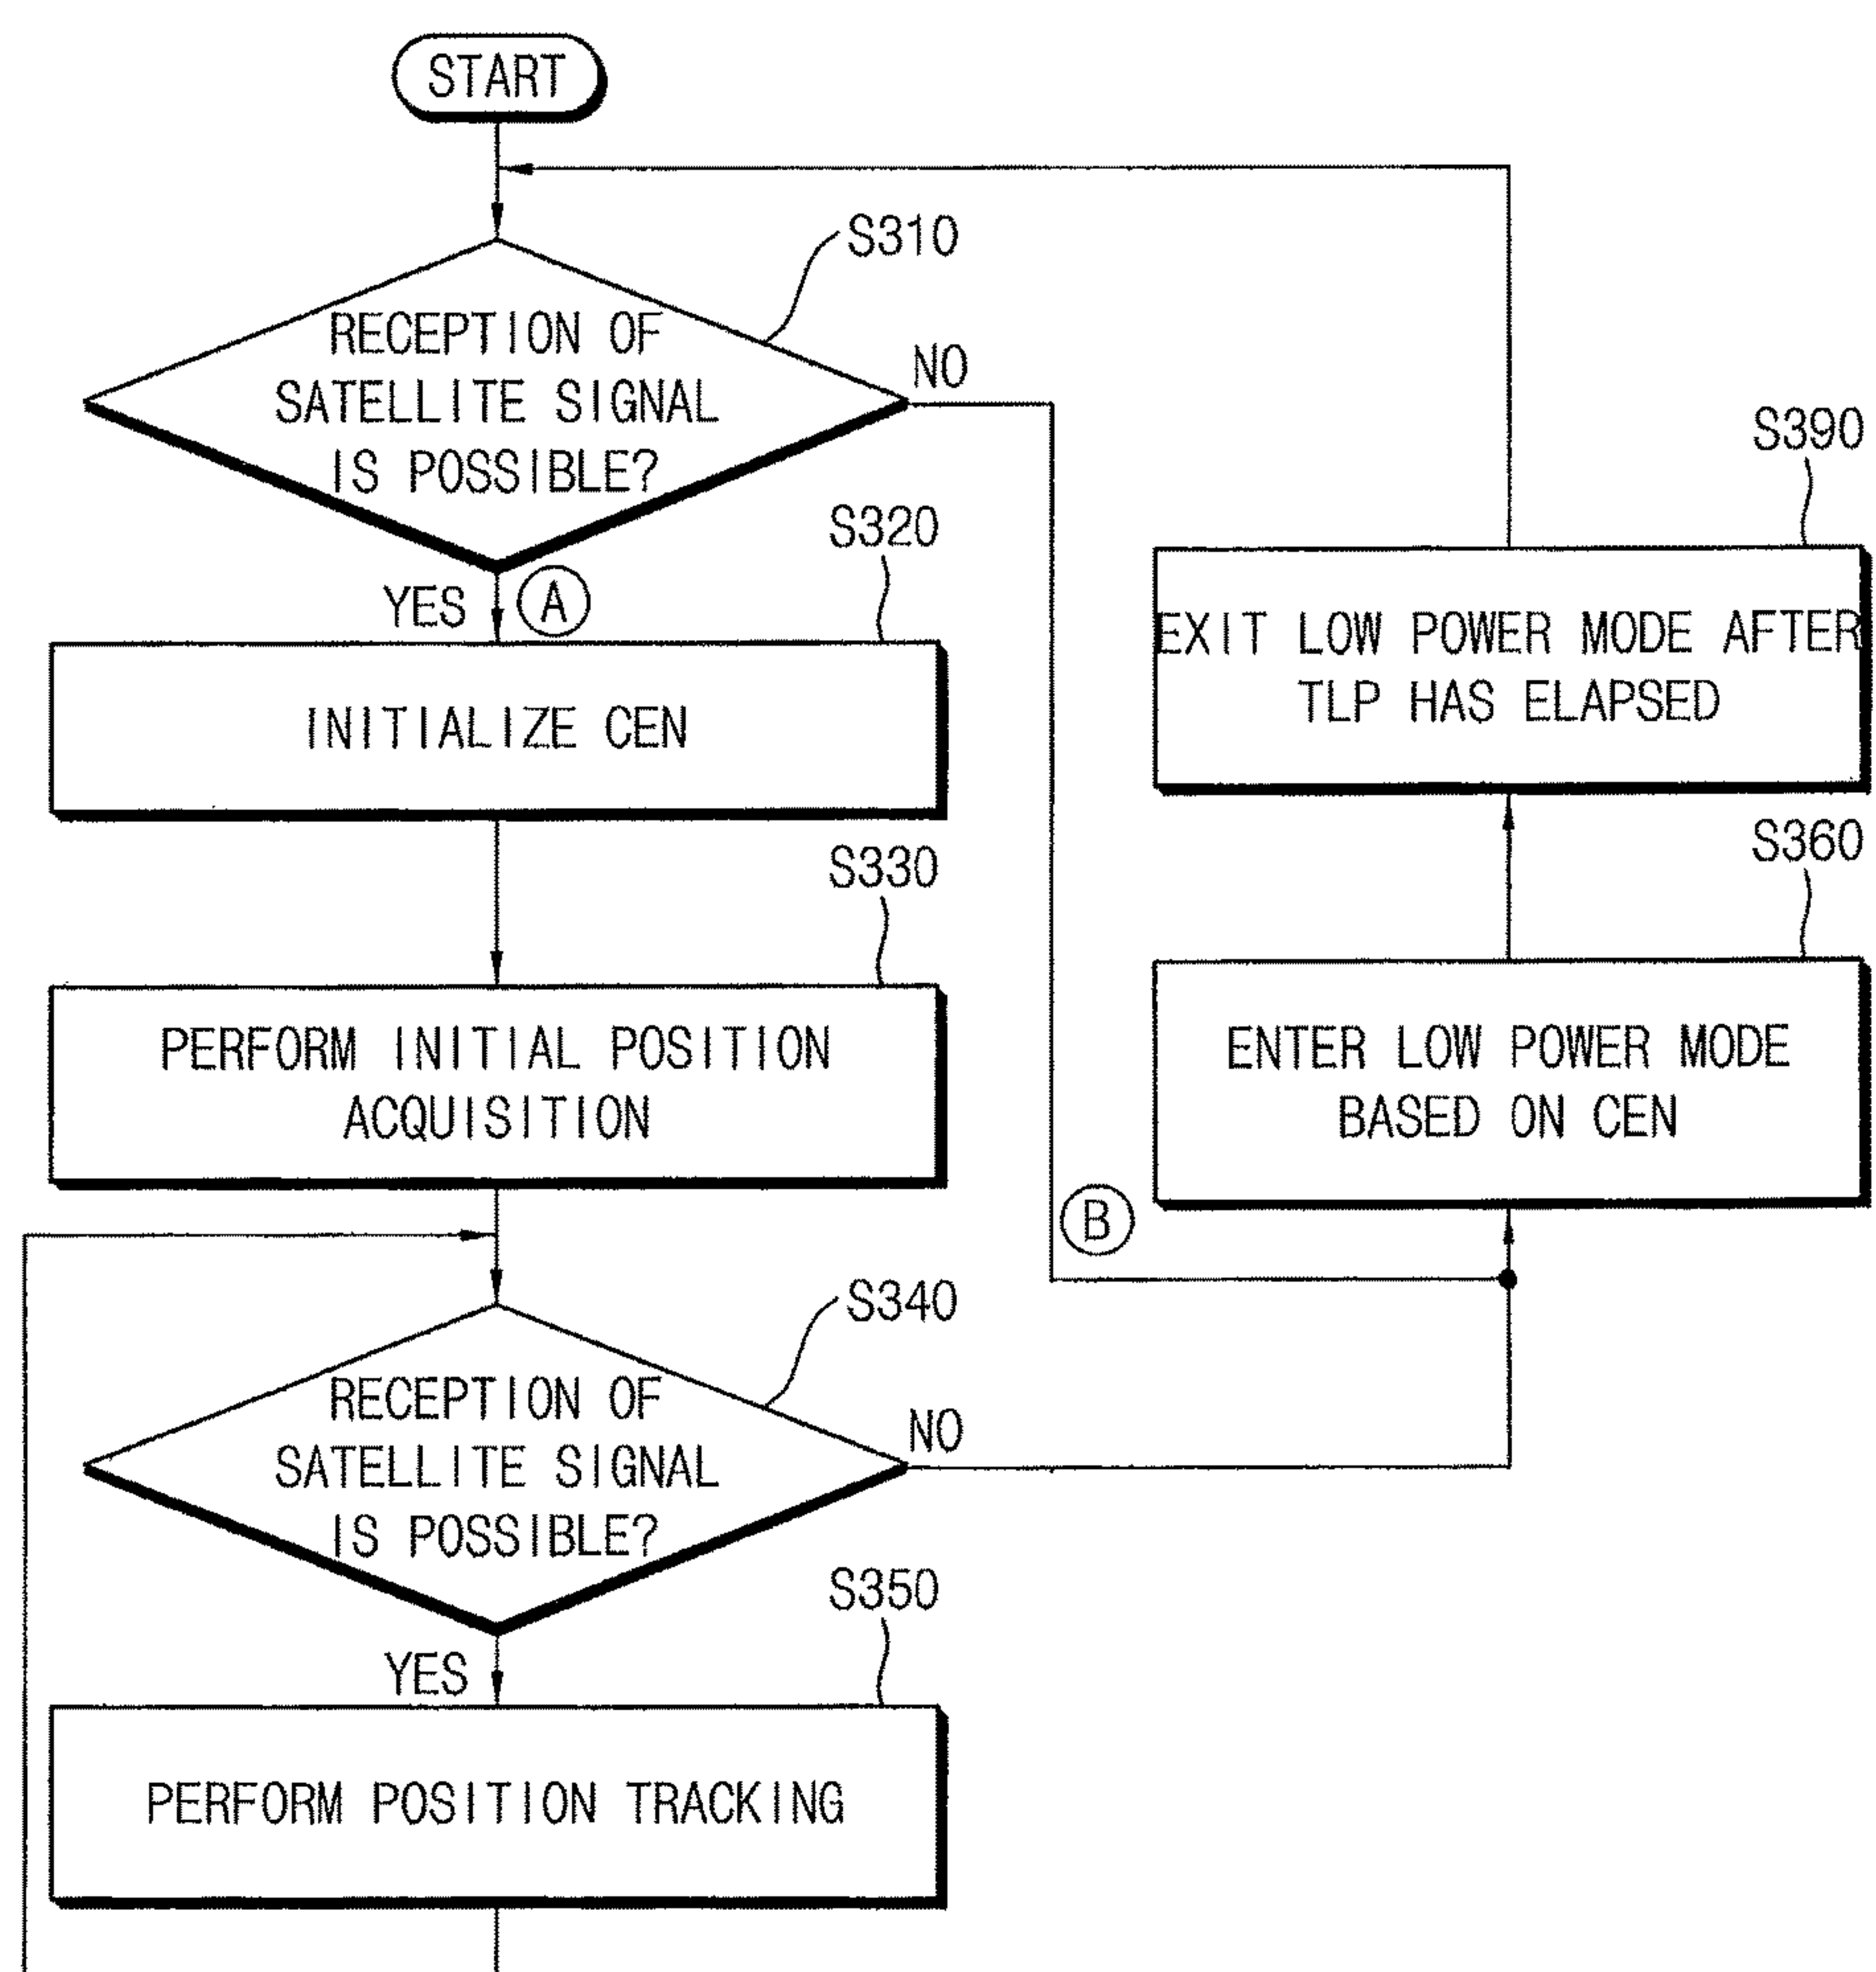 START
S310
RECEPTION OF
SATELLITE SIGNAL
IS POSSIBLE?
NO
YES
A
S320
INITIALIZE CEN
S330
PERFORM INITIAL POSITION
ACQUISITION
S340
RECEPTION OF
SATELLITE SIGNAL
IS POSSIBLE?
NO
YES
S350
PERFORM POSITION TRACKING
B
S360
ENTER LOW POWER MODE
BASED ON CEN
S390
EXIT LOW POWER MODE AFTER
TLP HAS ELAPSED